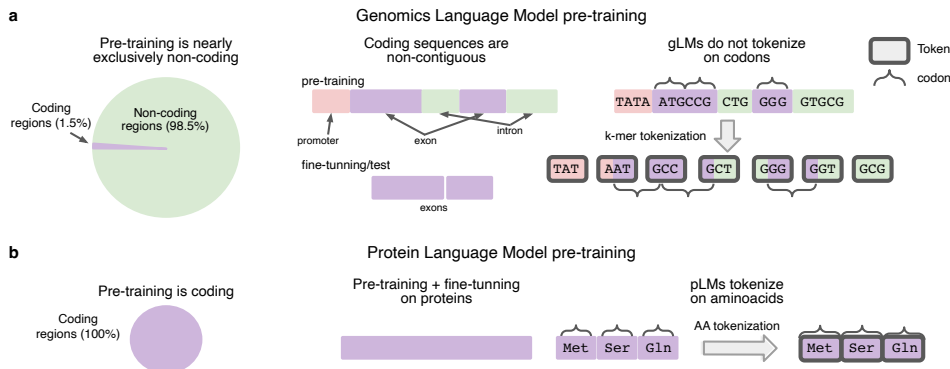 a
Genomics Language Model pre-training
Pre-training is nearly
exclusively non-coding
Coding
regions (1.5%)
Non-coding
regions (98.5%)
Coding sequences are
non-contiguous
pre-training
promoter
exon
intron
fine-tunning/test
exons
gLMs do not tokenize
on codons
Token
codon
TATA ATGCCG CTG GGG GTGCG
k-mer tokenization
TAT AAT GCC GCT GGG GGT GCG
b
Protein Language Model pre-training
Pre-training is coding
Coding
regions (100%)
Pre-training + fine-tunning
on proteins
pLMs tokenize
on aminoacids
Met Ser Gln
AA tokenization
Met Ser Gln